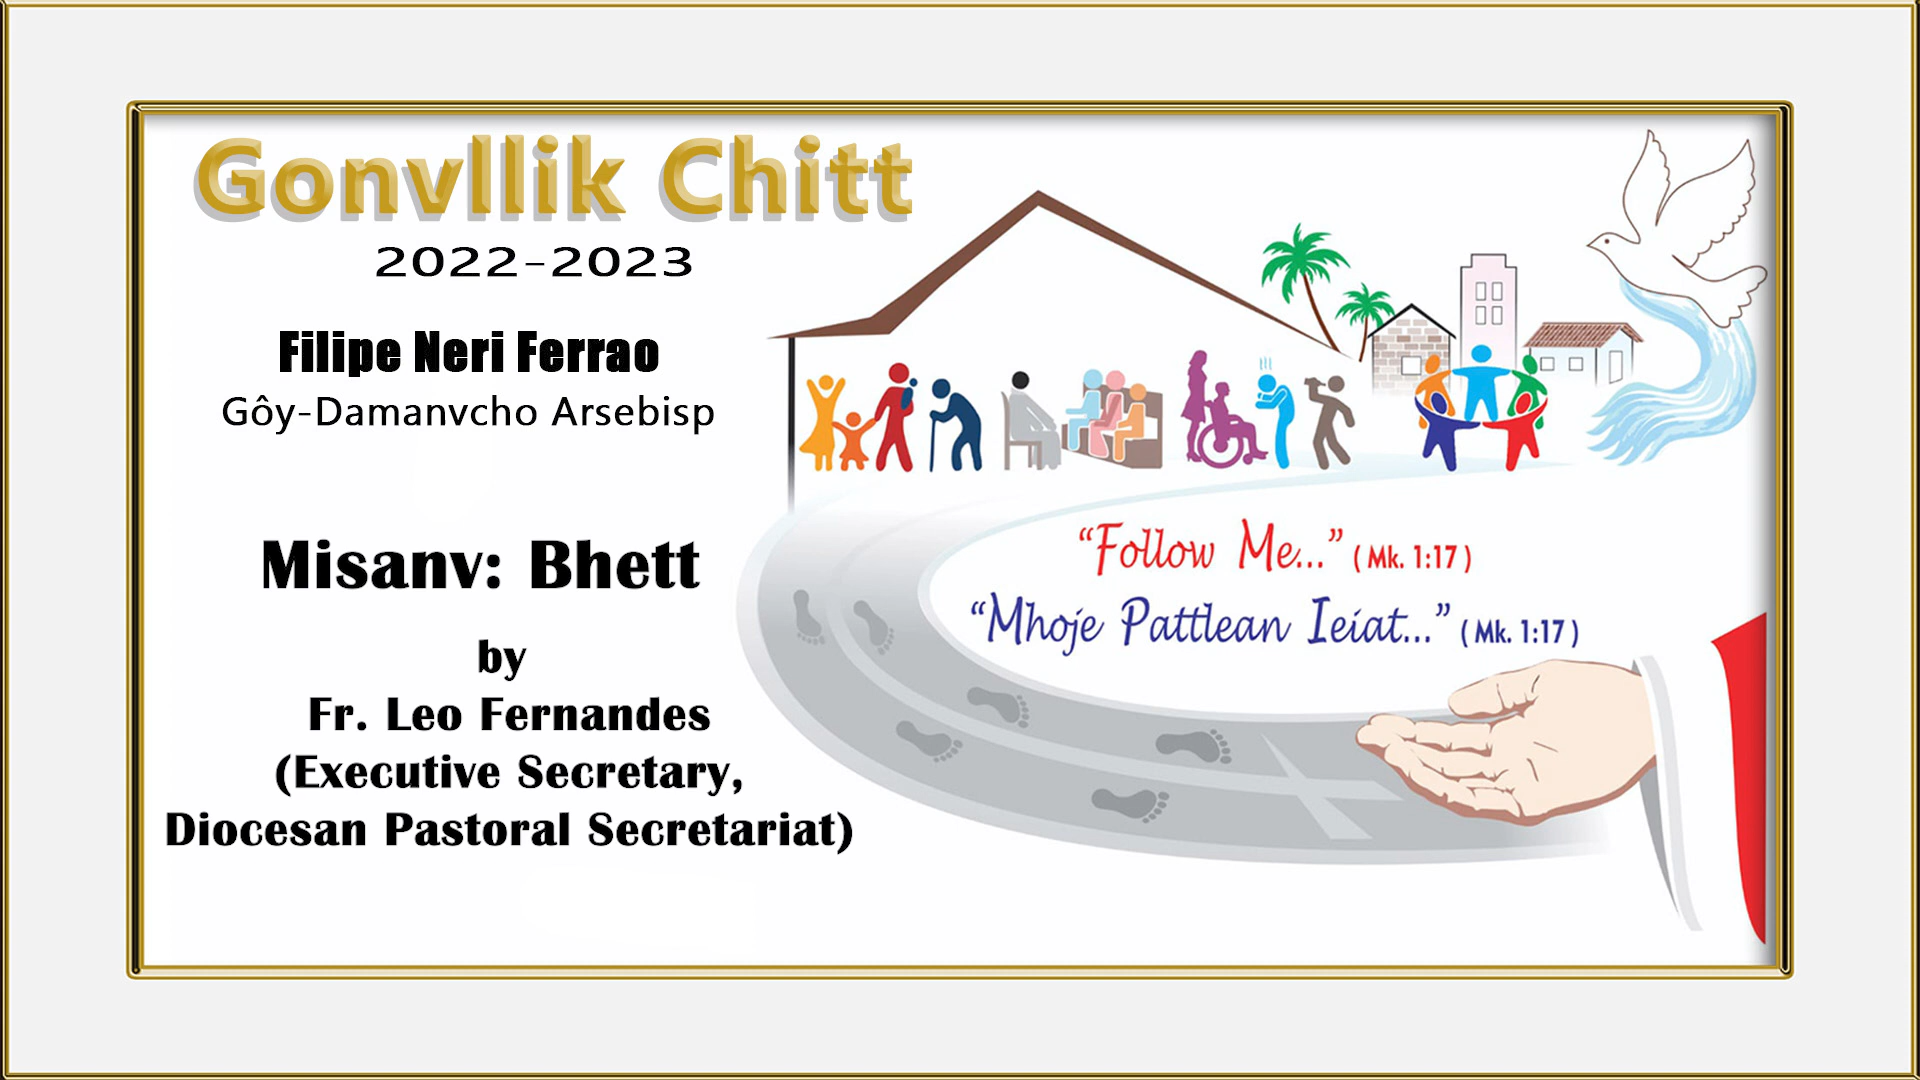 Gonvllik Chitt
2022-2023
Filipe Neri Ferrao
Gôy-Damanvcho Arsebisp
Misanv: Bhett
by
Fr. Leo Fernandes
(Executive Secretary,
Diocesan Pastoral Secretariat)
“Follow Me...” ( Mk. 1:17 )
“Mhoje Pattlean Ieiat...” ( Mk. 1:17 )